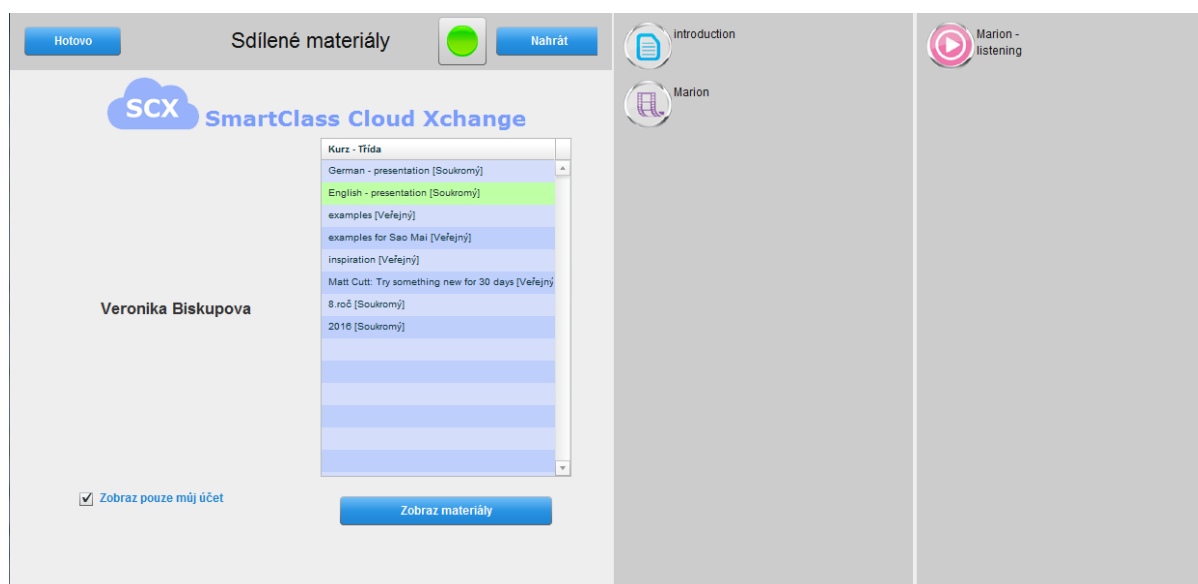 Hotovo
Sdílené materiály
Nahrát
SCX
SmartClass Cloud Xchange
Kurz - Třída
German - presentation [Soukromý]
English - presentation [Soukromý]
examples [Veřejný]
examples for Sao Mai [Veřejný]
inspiration [Veřejný]
Matt Cutt: Try something new for 30 days [Veřejný
8.roč [Soukromý]
2016 [Soukromý]
Veronika Biskupova
Zobraz pouze můj účet
Zobraz materiály
introduction
Marion
Marion -
listening